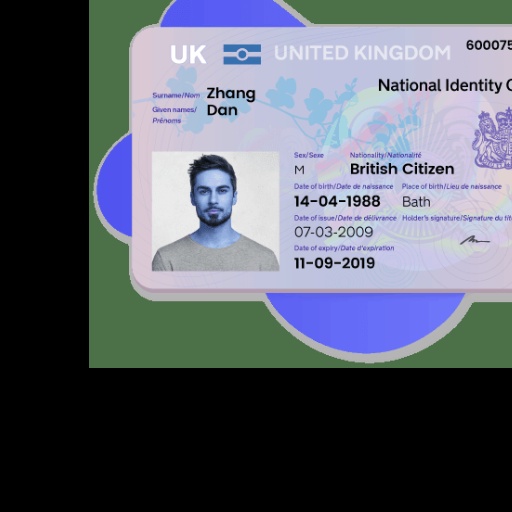 UK UNITED KINGDOM 600075
National Identity
Surname/Nom Zhang
Given names/ Dan
Prénoms
Sex/Sexe Nationality/Nationalité
M British Citizen
Date of birth/Date de naissance Place of birth/Lieu de naissance
14-04-1988 Bath
Date of issue/Date de délivrance Holder's signature/Signature du
07-03-2009
Date of expiry/Date d'expiration
11-09-2019